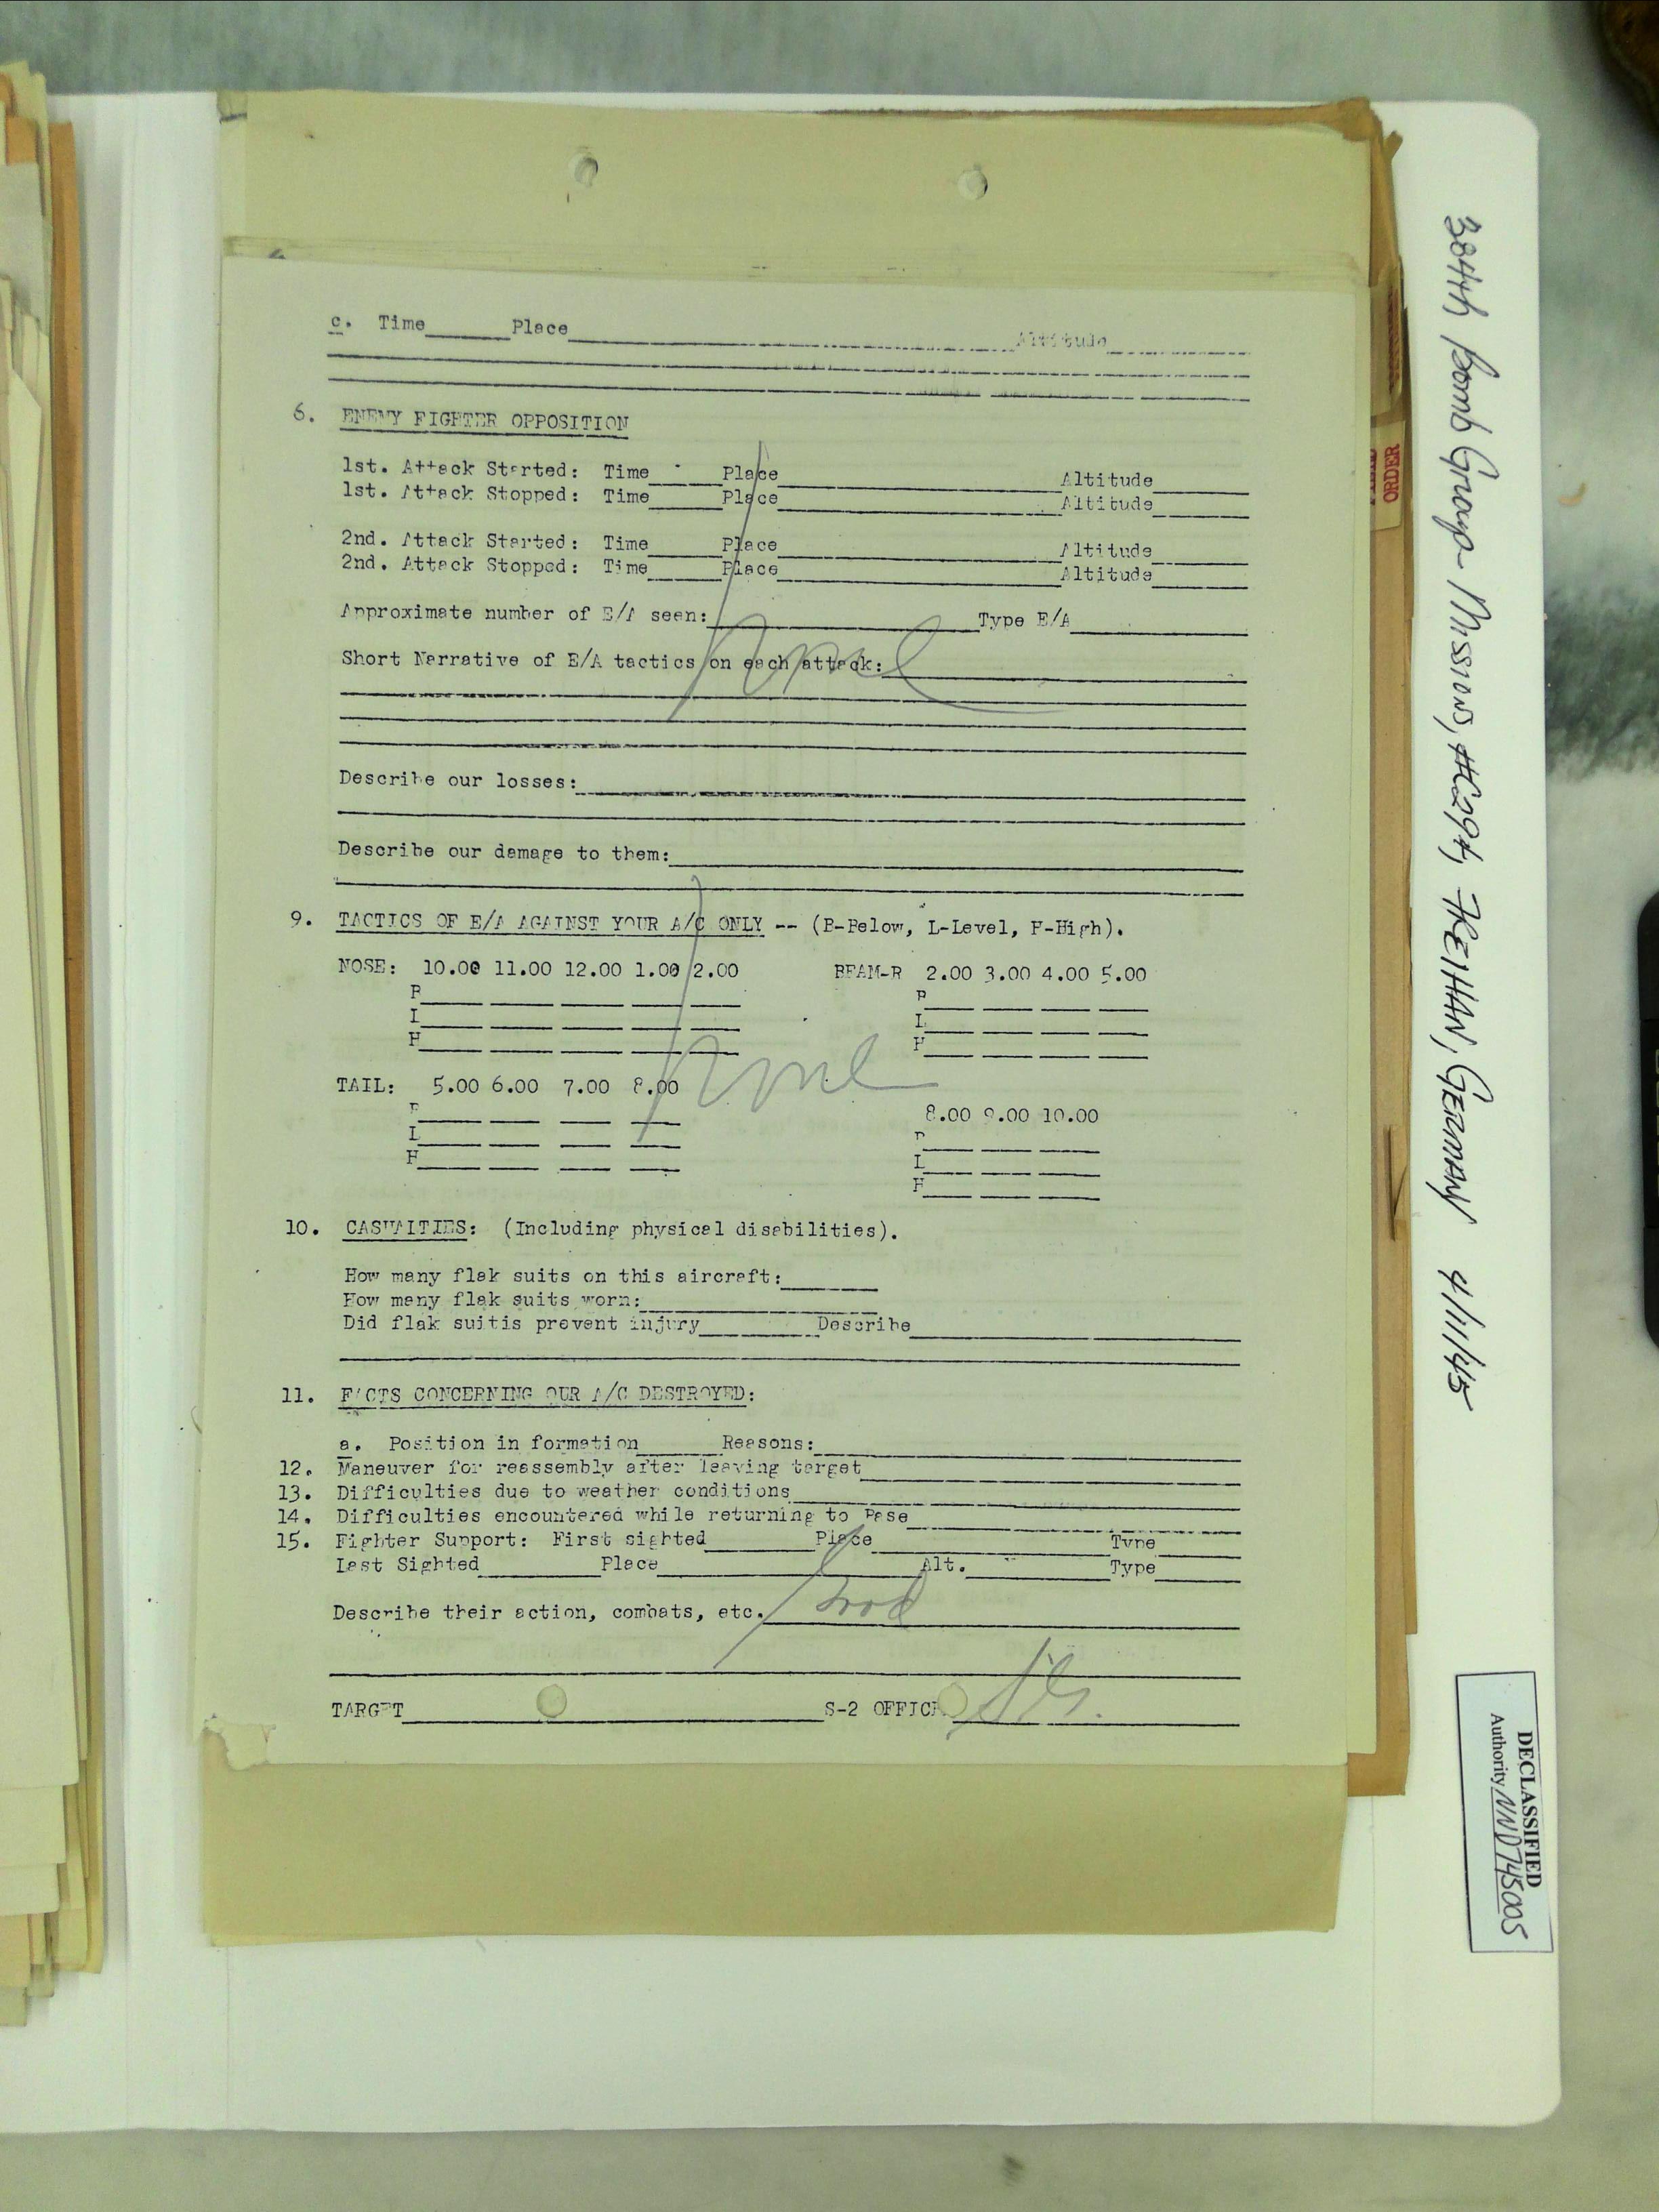 c. Time Place Altitude
6. ENEMY FIGHTER OPPOSITION
1st. Attack Started: Time Place Altitude
1st. Attack Stopped: Time Place Altitude
2nd. Attack Started: Time Place Altitude
2nd. Attack Stopped: Time Place Altitude
Approximate number of E/A seen: Type E/A
None
Short Narrative of E/A tactics on each attack:
Describe our losses:
Describe our damage to them:
9. TACTICS OF E/A AGAINST YOUR A/C ONLY -- (B-Below, L-Level, H-High).
NOSE: 10.00 11.00 12.00 1.00 2.00 BEAM-R 2.00 3.00 4.00 5.00
B B
L L
H H
None
TAIL: 5.00 6.00 7.00 8.00
8.00 9.00 10.00
B B
L L
H H
10. CASUALTIES: (Including physical disabilities).
How many flak suits on this aircraft:
How many flak suits worn:
Did flak suitis prevent injury Describe
11. FACTS CONCERNING OUR A/C DESTROYED:
a. Position in formation Reasons:
12. Maneuver for reassembly after leaving target
13. Difficulties due to weather conditions
14. Difficulties encountered while returning to Base
15. Fighter Support: First sighted Place Type
Last Sighted Place Alt. Type
Describe their action, combats, etc. Good
TARGET S-2 OFFICE
ORDER
384th Bomb Group - Missions, 4/11/45
DECLASSIFIED
Authority NND745005